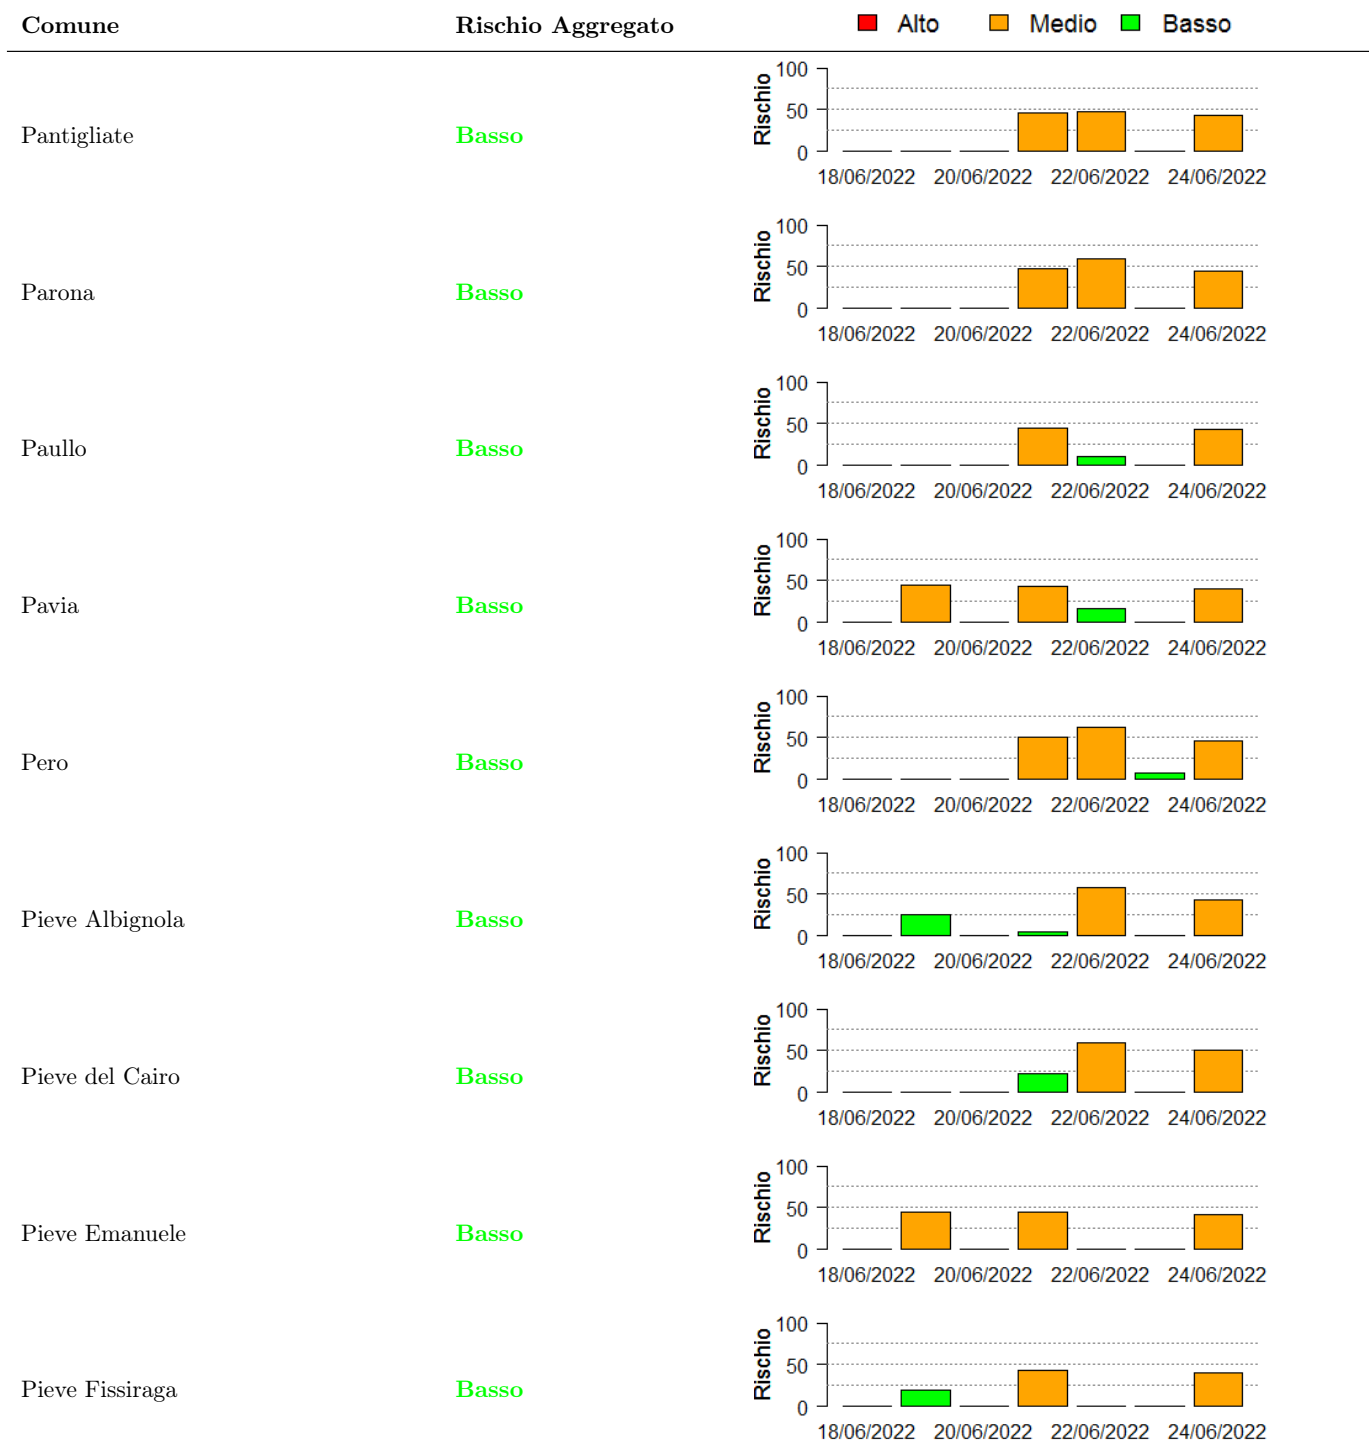 Comune Rischio Aggregato Alto Medio Basso
100
50
0
Rischio
Pantigliate Basso
18/06/2022 20/06/2022 22/06/2022 24/06/2022
100
50
0
Rischio
Parona Basso
18/06/2022 20/06/2022 22/06/2022 24/06/2022
100
50
0
Rischio
Paullo Basso
18/06/2022 20/06/2022 22/06/2022 24/06/2022
100
50
0
Rischio
Pavia Basso
18/06/2022 20/06/2022 22/06/2022 24/06/2022
100
50
0
Rischio
Pero Basso
18/06/2022 20/06/2022 22/06/2022 24/06/2022
100
50
0
Rischio
Pieve Albignola Basso
18/06/2022 20/06/2022 22/06/2022 24/06/2022
100
50
0
Rischio
Pieve del Cairo Basso
18/06/2022 20/06/2022 22/06/2022 24/06/2022
100
50
0
Rischio
Pieve Emanuele Basso
18/06/2022 20/06/2022 22/06/2022 24/06/2022
100
50
0
Rischio
Pieve Fissiraga Basso
18/06/2022 20/06/2022 22/06/2022 24/06/2022